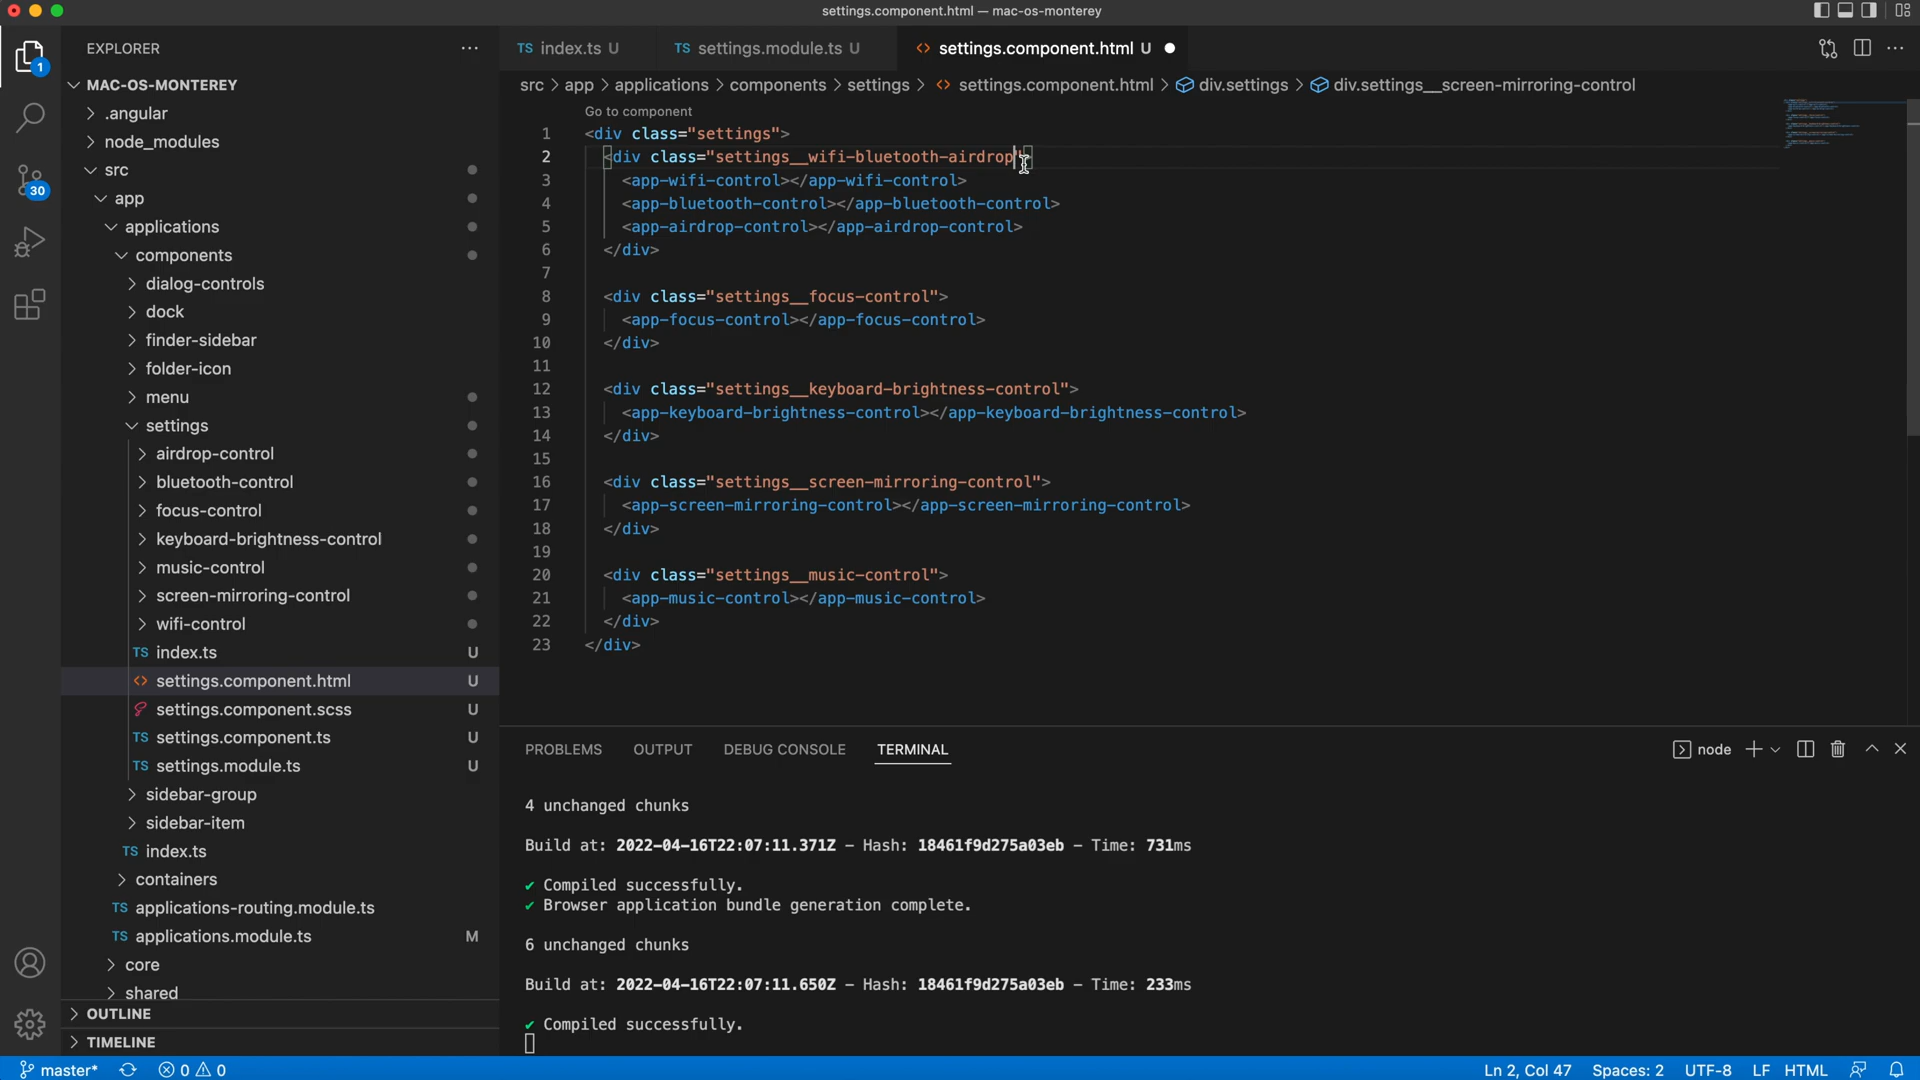 settings.component.html — mac-os-monterey
EXPLORER
TS index.ts U
TS settings.module.ts U
<> settings.component.html U
1
MAC-OS-MONTEREY
src > app > applications > components > settings > <> settings.component.html > div.settings > div.settings__screen-mirroring-control
.angular
node_modules
src
app
applications
components
dialog-controls
dock
finder-sidebar
folder-icon
menu
settings
airdrop-control
bluetooth-control
focus-control
keyboard-brightness-control
music-control
screen-mirroring-control
wifi-control
TS index.ts U
<> settings.component.html U
settings.component.scss U
TS settings.component.ts U
TS settings.module.ts U
sidebar-group
sidebar-item
TS index.ts
containers
TS applications-routing.module.ts
TS applications.module.ts M
core
shared
OUTLINE
TIMELINE
30
Go to component
1 <div class="settings">
2 <div class="settings__wifi-bluetooth-airdrop">
3 <app-wifi-control></app-wifi-control>
4 <app-bluetooth-control></app-bluetooth-control>
5 <app-airdrop-control></app-airdrop-control>
6 </div>
7
8 <div class="settings__focus-control">
9 <app-focus-control></app-focus-control>
10 </div>
11
12 <div class="settings__keyboard-brightness-control">
13 <app-keyboard-brightness-control></app-keyboard-brightness-control>
14 </div>
15
16 <div class="settings__screen-mirroring-control">
17 <app-screen-mirroring-control></app-screen-mirroring-control>
18 </div>
19
20 <div class="settings__music-control">
21 <app-music-control></app-music-control>
22 </div>
23 </div>
PROBLEMS OUTPUT DEBUG CONSOLE TERMINAL
node
4 unchanged chunks
Build at: 2022-04-16T22:07:11.371Z - Hash: 18461f9d275a03eb - Time: 731ms
✔ Compiled successfully.
✔ Browser application bundle generation complete.
6 unchanged chunks
Build at: 2022-04-16T22:07:11.650Z - Hash: 18461f9d275a03eb - Time: 233ms
✔ Compiled successfully.
master* 0 0
Ln 2, Col 47 Spaces: 2 UTF-8 LF HTML